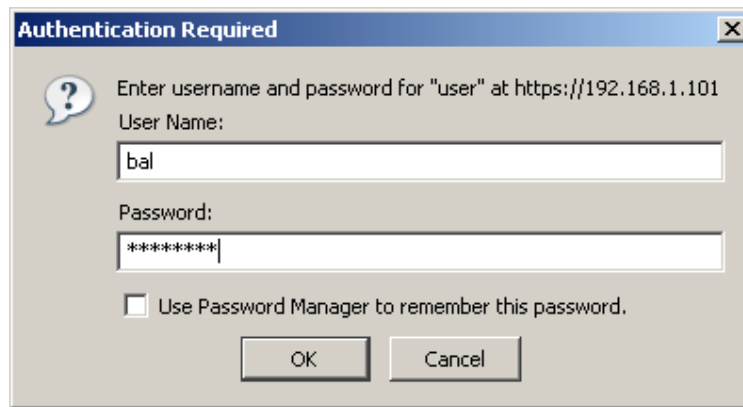 Authentication Required
Enter username and password for "user" at https://192.168.1.101
User Name:
bal
Password:
********
Use Password Manager to remember this password.
OK
Cancel